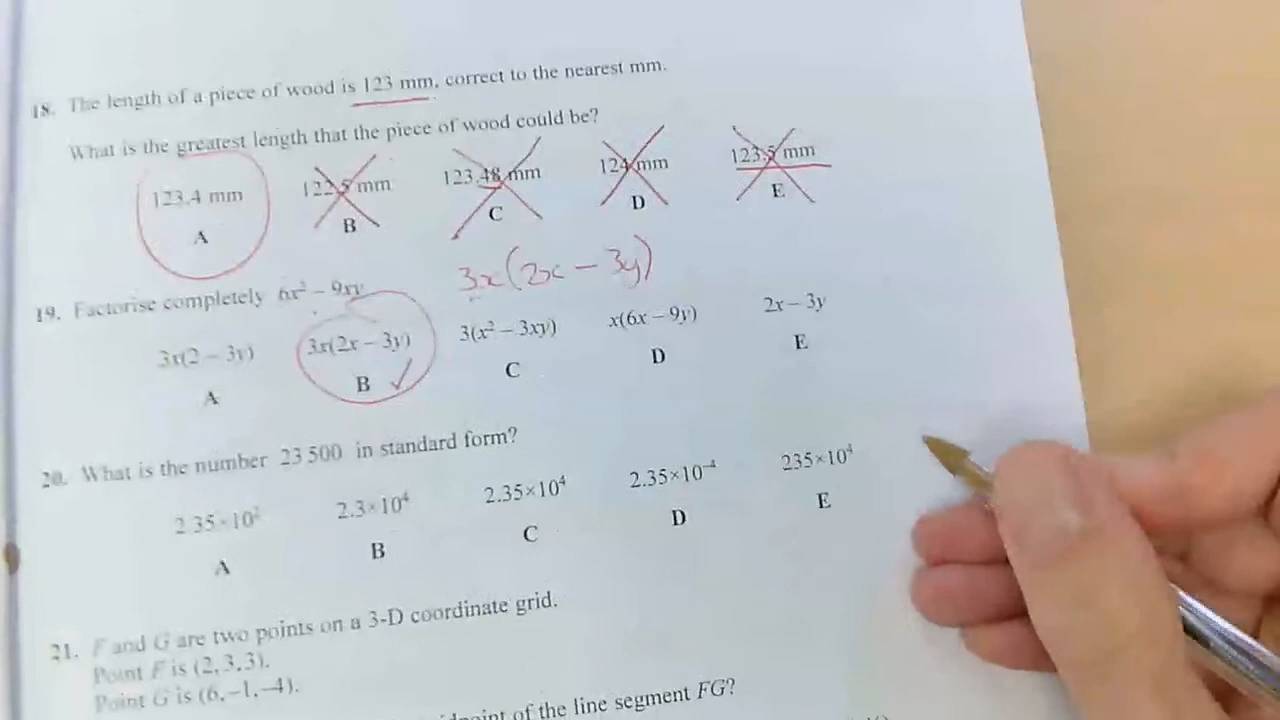 18. The length of a piece of wood is 123 mm, correct to the nearest mm.
What is the greatest length that the piece of wood could be?
123.4 mm 122.5 mm 123.48 mm 124 mm 123.5 mm
A B C D E
3x(2x − 3y)
19. Factorise completely 6x² − 9xy
3x(2 − 3y) 3x(2x − 3y) 3(x² − 3xy) x(6x − 9y) 2x − 3y
A B C D E
20. What is the number 23 500 in standard form?
2.35×10² 2.3×10⁴ 2.35×10⁴ 2.35×10⁻⁴ 235×10⁴
A B C D E
21. F and G are two points on a 3-D coordinate grid.
Point F is (2, 3, 3).
Point G is (6, −1, −4).
of the line segment FG?